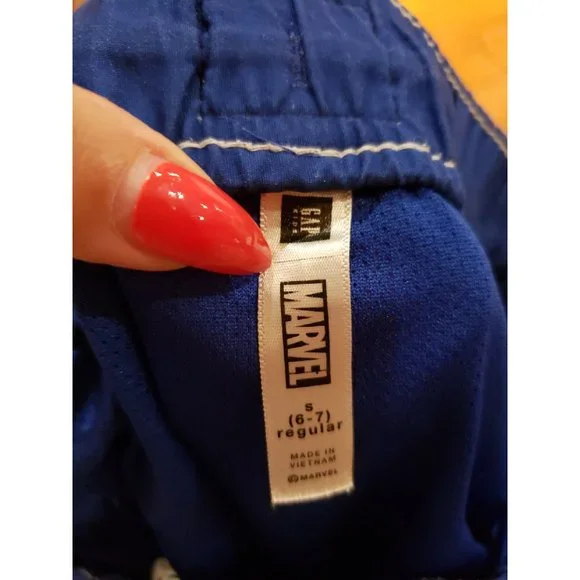 GAP
KIDS
MARVEL
S
(6-7)
regular
MADE IN
VIETNAM
© MARVEL